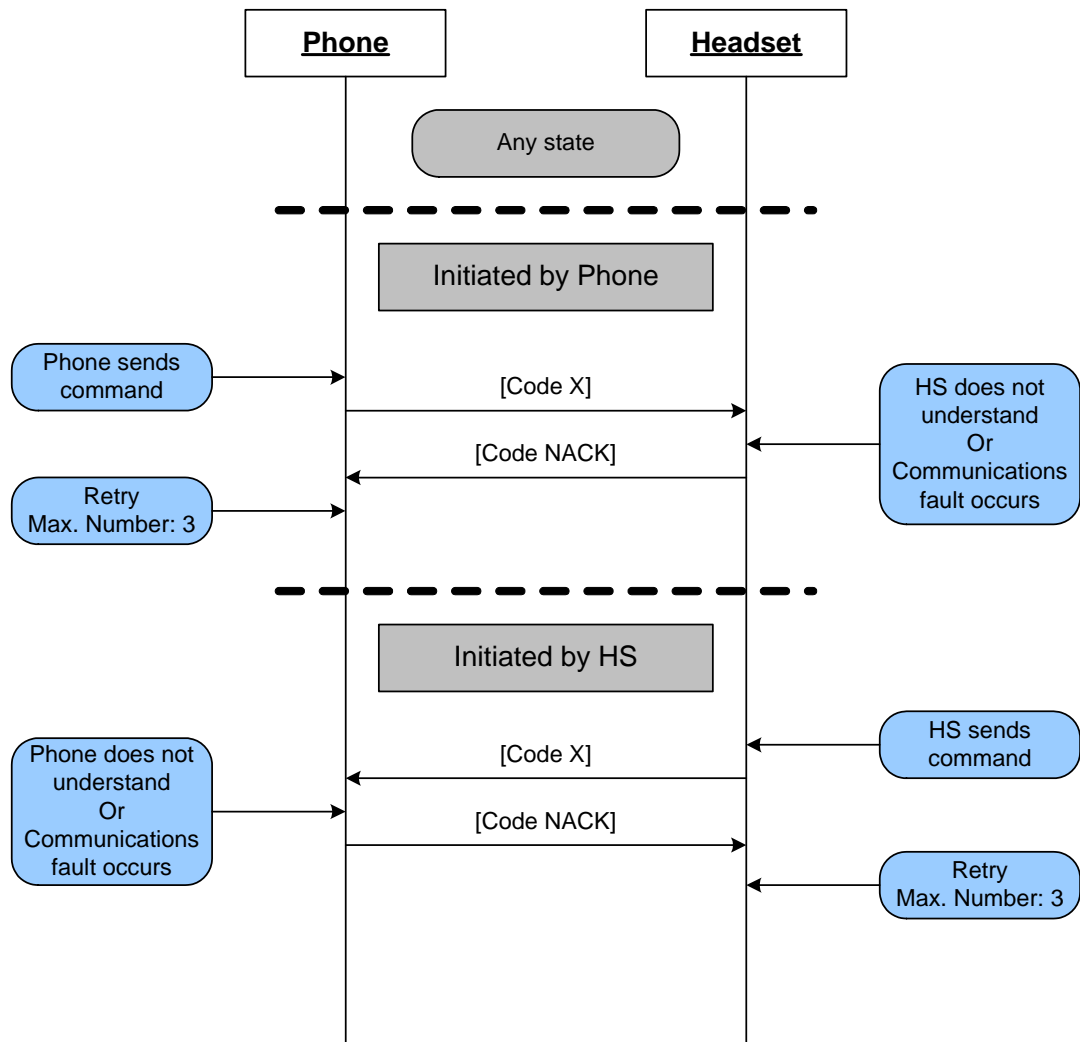 Phone
Headset
Any state
Initiated by Phone
Phone sends
command
[Code X]
HS does not
understand
Or
Communications
fault occurs
[Code NACK]
Retry
Max. Number: 3
Initiated by HS
HS sends
command
[Code X]
Phone does not
understand
Or
Communications
fault occurs
[Code NACK]
Retry
Max. Number: 3